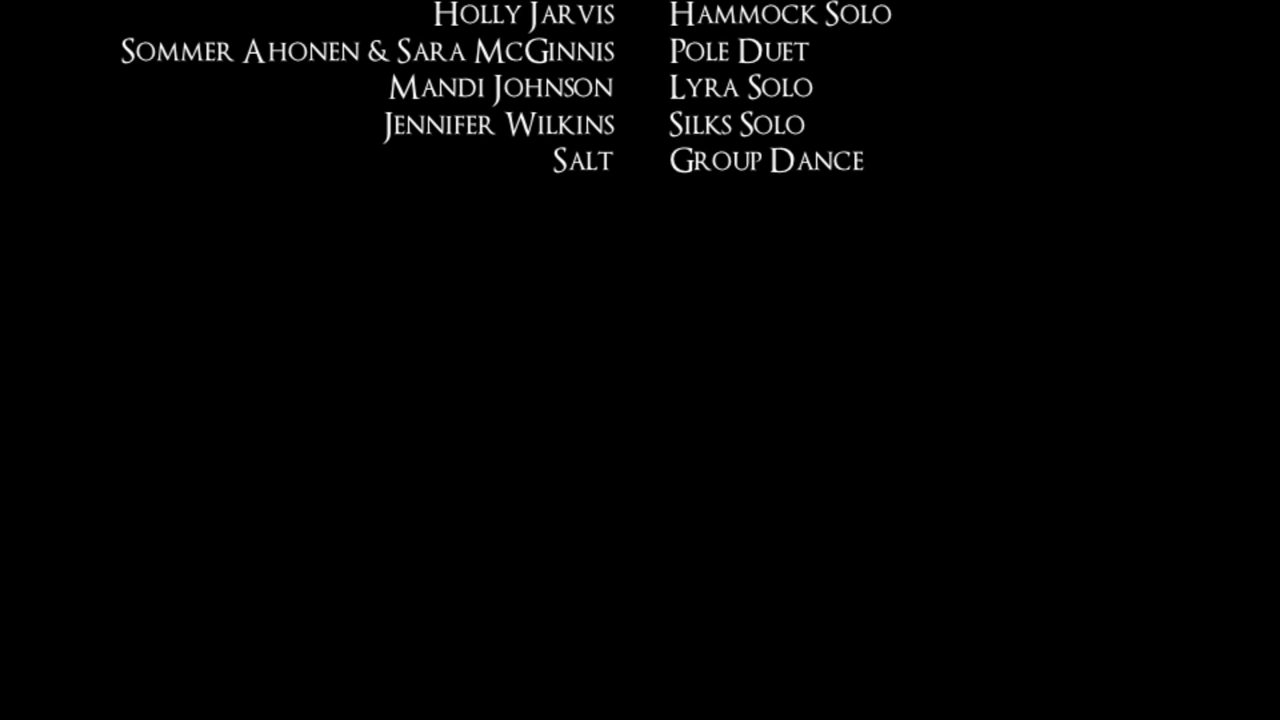 Holly Jarvis Hammock Solo
Sommer Ahonen & Sara McGinnis Pole Duet
Mandi Johnson Lyra Solo
Jennifer Wilkins Silks Solo
Salt Group Dance